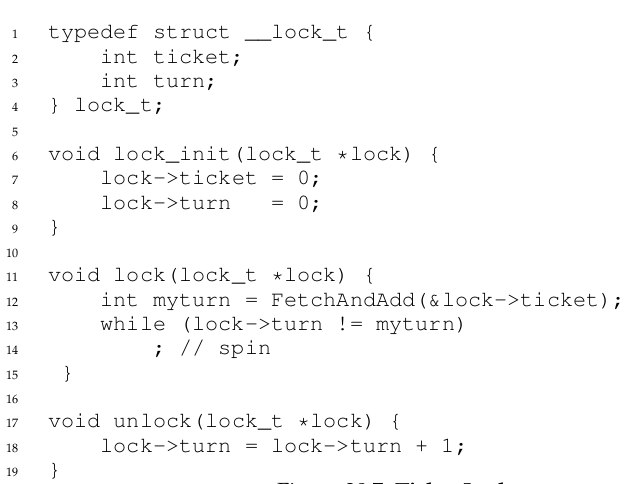 1 typedef struct __lock_t {
2 int ticket;
3 int turn;
4 } lock_t;
5
6 void lock_init(lock_t *lock) {
7 lock->ticket = 0;
8 lock->turn = 0;
9 }
10
11 void lock(lock_t *lock) {
12 int myturn = FetchAndAdd(&lock->ticket);
13 while (lock->turn != myturn)
14 ; // spin
15 }
16
17 void unlock(lock_t *lock) {
18 lock->turn = lock->turn + 1;
19 }